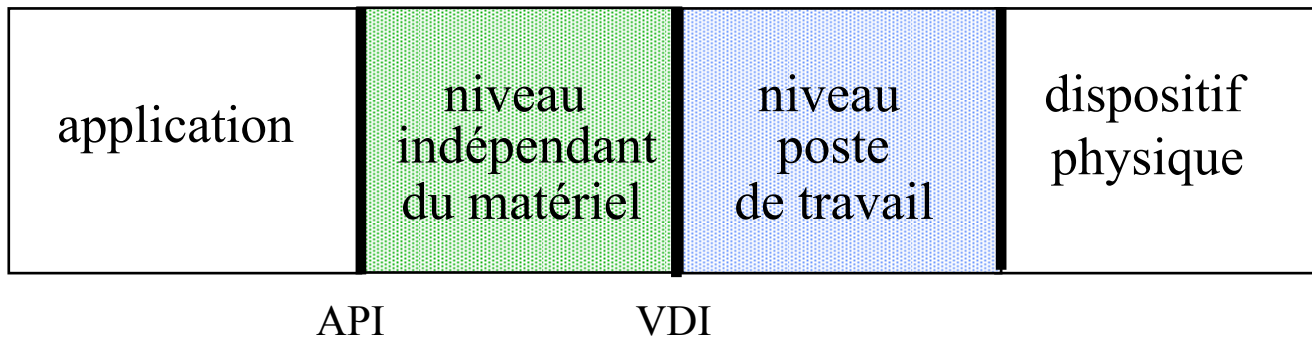 application
niveau
indépendant
du matériel
niveau
poste
de travail
dispositif
physique
API
VDI